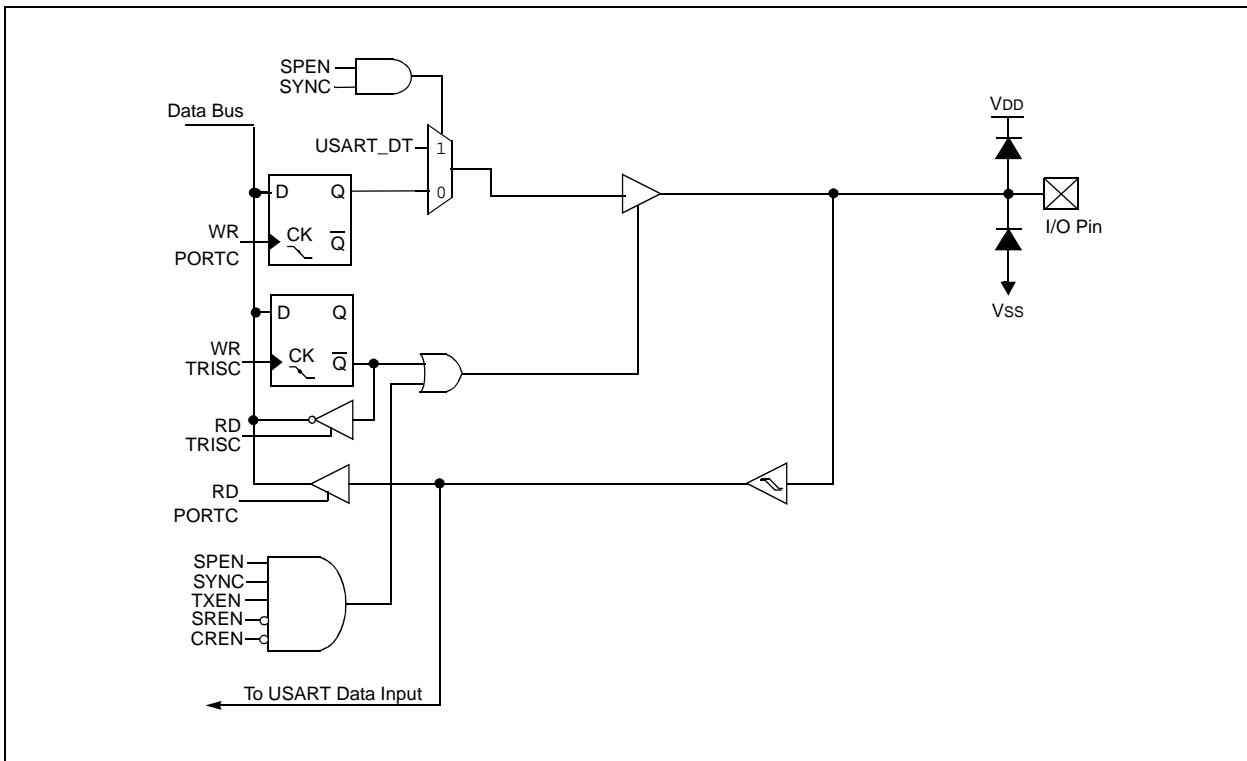 SPEN
SYNC
Data Bus
USART_DT
1
0
VDD
I/O Pin
VSS
D
Q
WR
PORTC
CK
Q̅
D
Q
WR
TRISC
CK
Q̅
RD
TRISC
RD
PORTC
SPEN
SYNC
TXEN
SREN
CREN
To USART Data Input